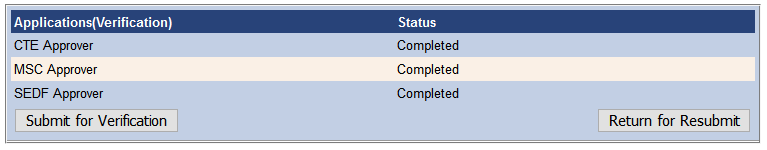 Applications(Verification) Status
CTE Approver Completed
MSC Approver Completed
SEDF Approver Completed
Submit for Verification Return for Resubmit